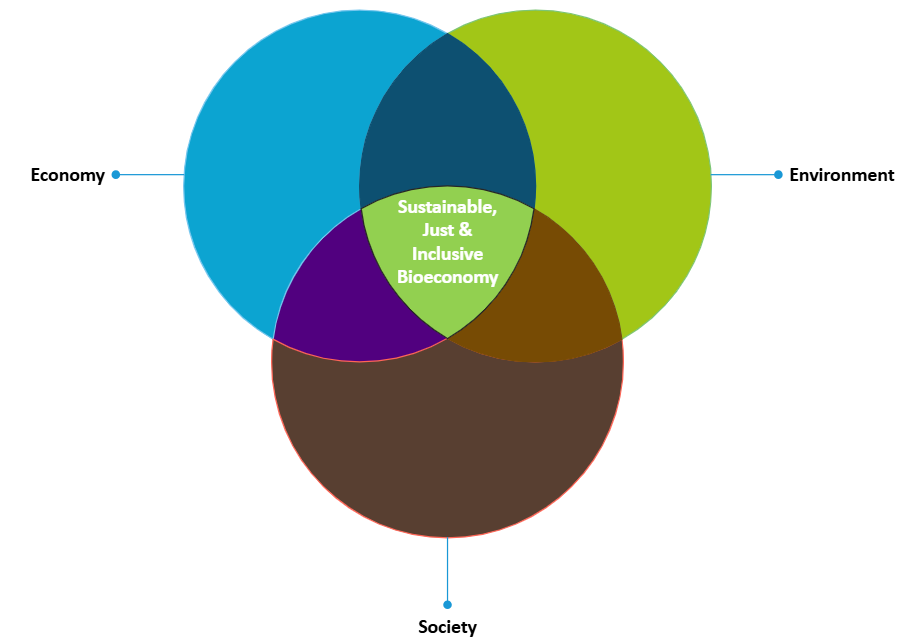 Economy
Environment
Sustainable,
Just &
Inclusive
Bioeconomy
Society